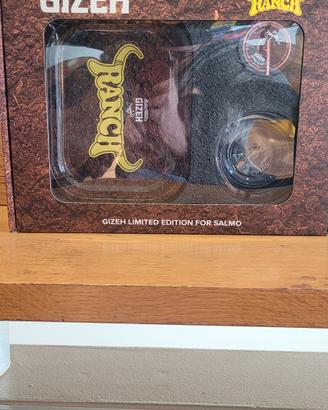 GIZEH
RANCH
RANCH
GIZEH
GIZEH LIMITED EDITION FOR SALMO